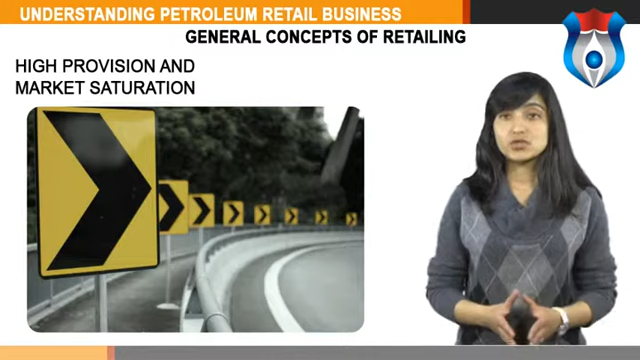 UNDERSTANDING PETROLEUM RETAIL BUSINESS
GENERAL CONCEPTS OF RETAILING
HIGH PROVISION AND
MARKET SATURATION